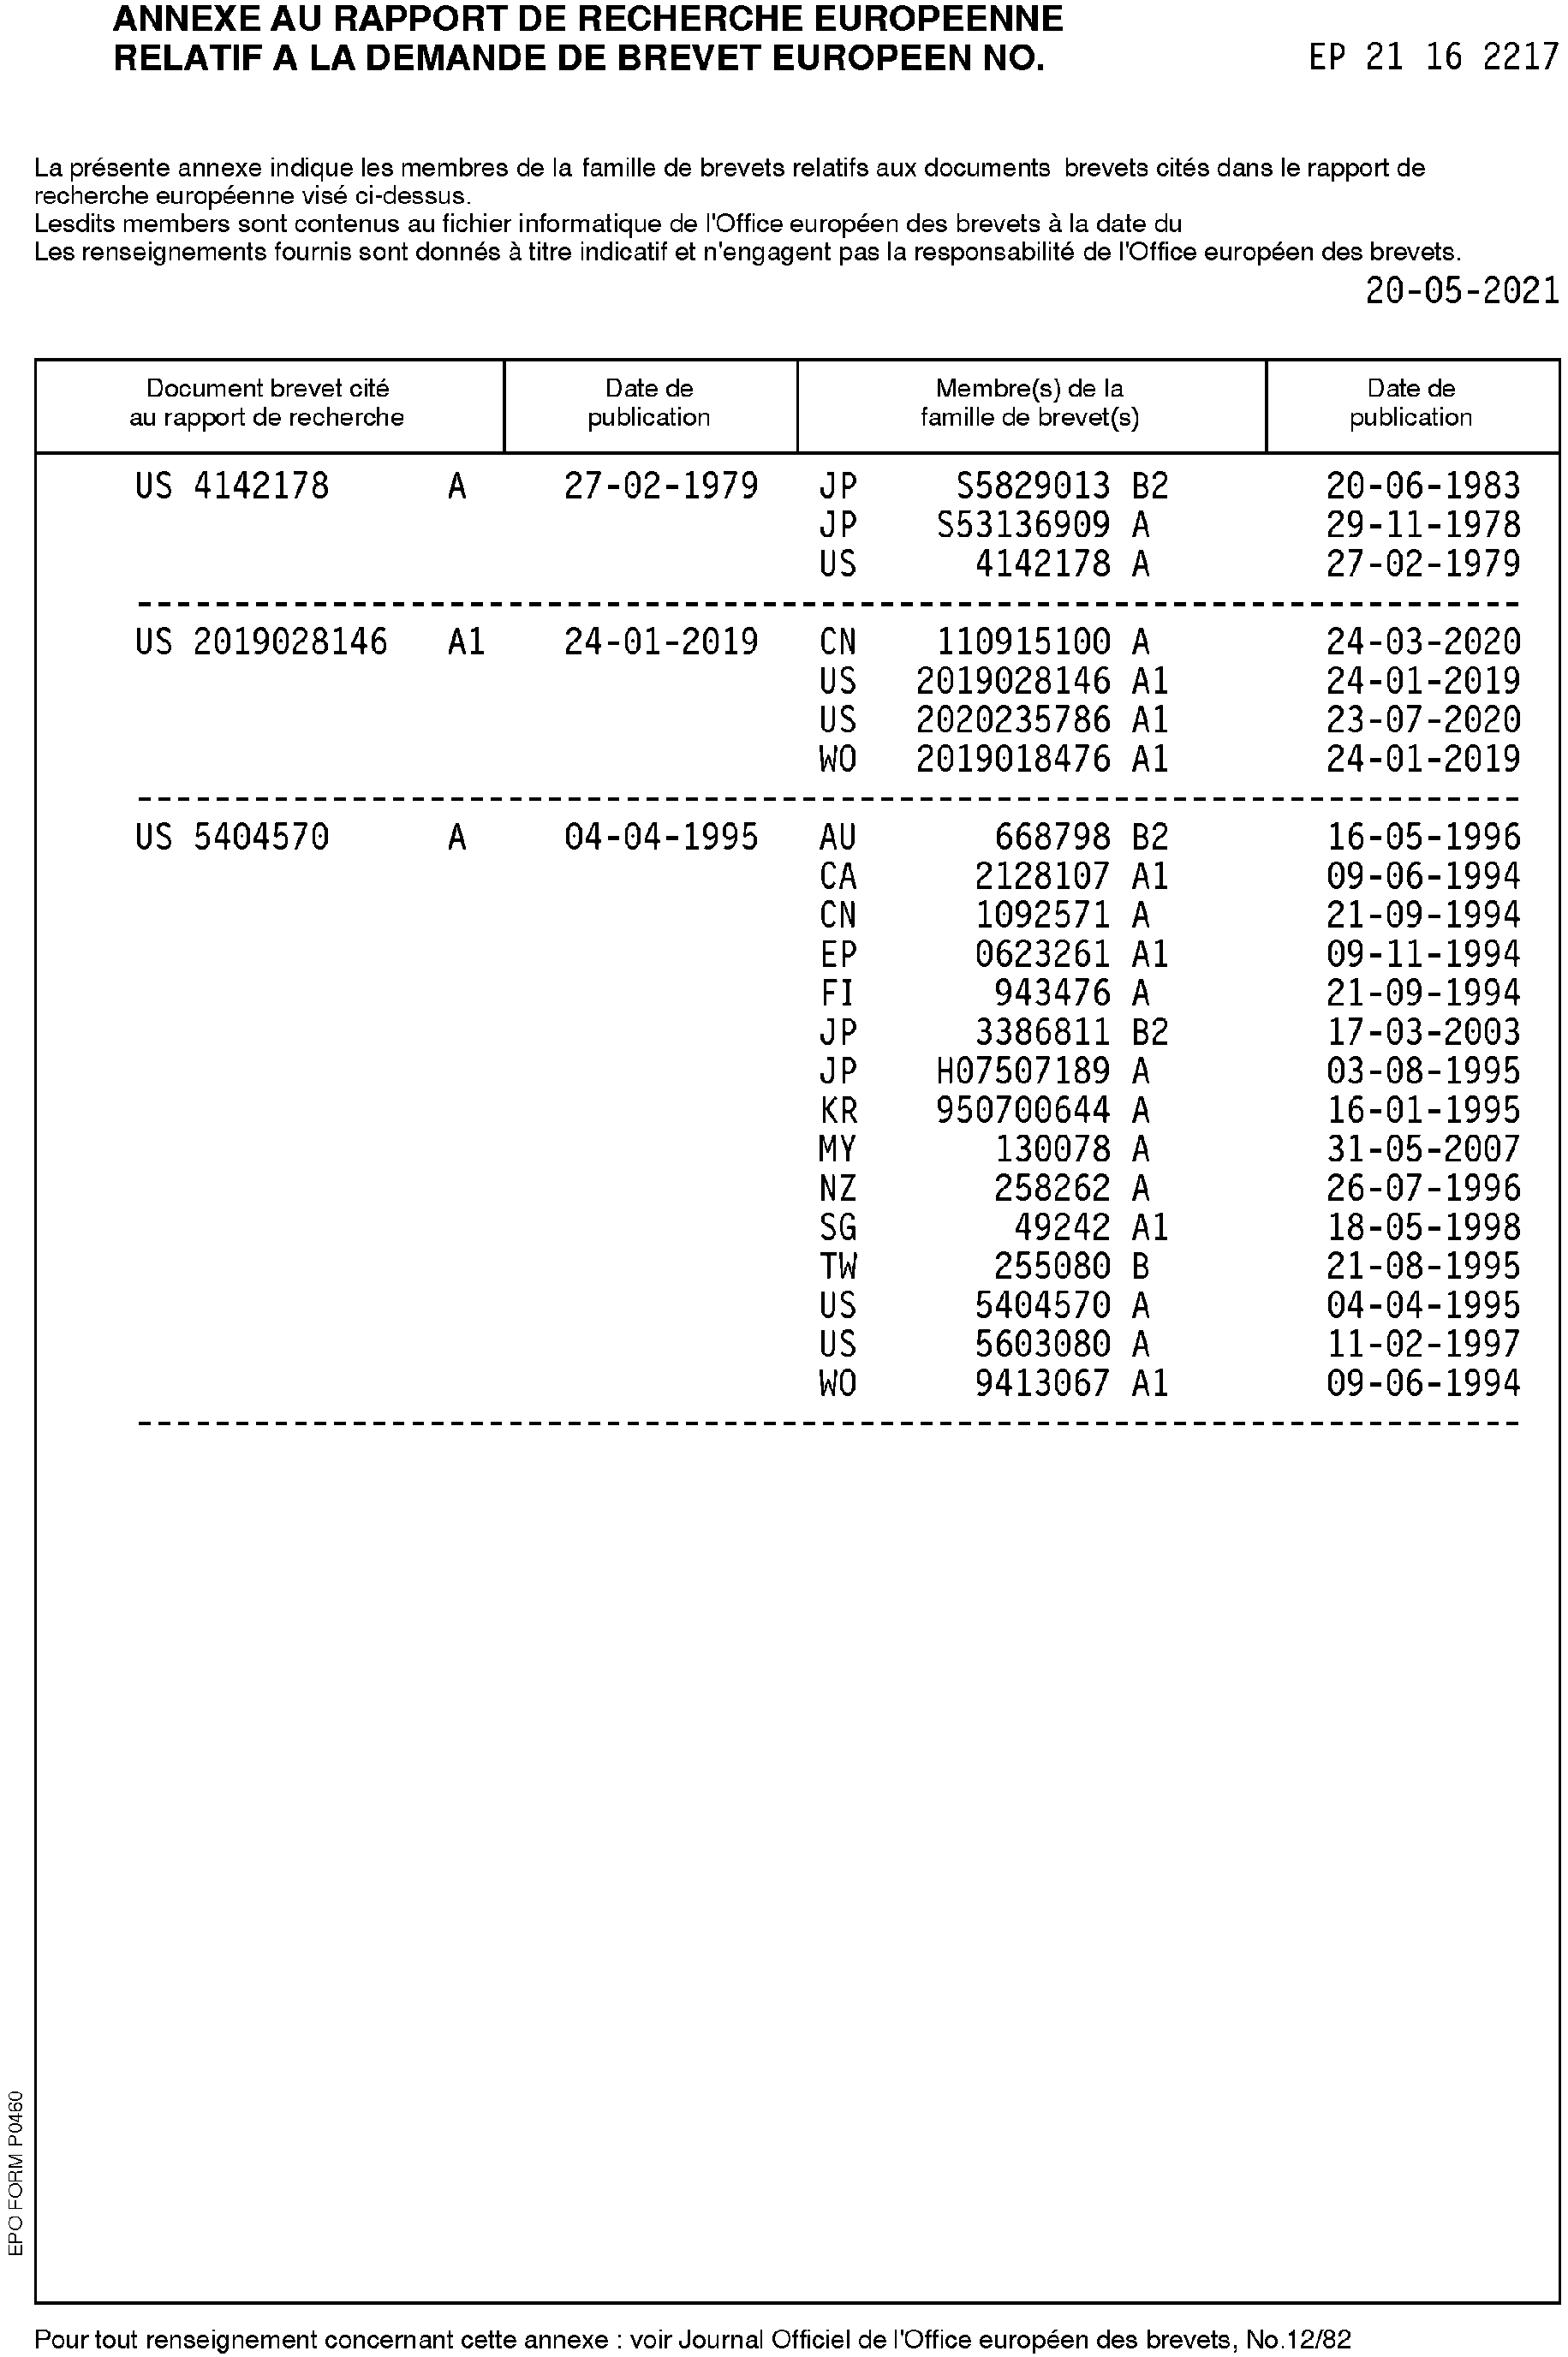 ANNEXE AU RAPPORT DE RECHERCHE EUROPEENNE
RELATIF A LA DEMANDE DE BREVET EUROPEEN NO. EP 21 16 2217
La présente annexe indique les membres de la famille de brevets relatifs aux documents brevets cités dans le rapport de
recherche européenne visé ci-dessus.
Lesdits members sont contenus au fichier informatique de l'Office européen des brevets à la date du
Les renseignements fournis sont donnés à titre indicatif et n'engagent pas la responsabilité de l'Office européen des brevets.
20-05-2021
Document brevet cité Date de Membre(s) de la Date de
au rapport de recherche publication famille de brevet(s) publication
US 4142178 A 27-02-1979 JP S5829013 B2 20-06-1983
JP S53136909 A 29-11-1978
US 4142178 A 27-02-1979
US 2019028146 A1 24-01-2019 CN 110915100 A 24-03-2020
US 2019028146 A1 24-01-2019
US 2020235786 A1 23-07-2020
WO 2019018476 A1 24-01-2019
US 5404570 A 04-04-1995 AU 668798 B2 16-05-1996
CA 2128107 A1 09-06-1994
CN 1092571 A 21-09-1994
EP 0623261 A1 09-11-1994
FI 943476 A 21-09-1994
JP 3386811 B2 17-03-2003
JP H07507189 A 03-08-1995
KR 950700644 A 16-01-1995
MY 130078 A 31-05-2007
NZ 258262 A 26-07-1996
SG 49242 A1 18-05-1998
TW 255080 B 21-08-1995
US 5404570 A 04-04-1995
US 5603080 A 11-02-1997
WO 9413067 A1 09-06-1994
EPO FORM P0460
Pour tout renseignement concernant cette annexe : voir Journal Officiel de l'Office européen des brevets, No.12/82